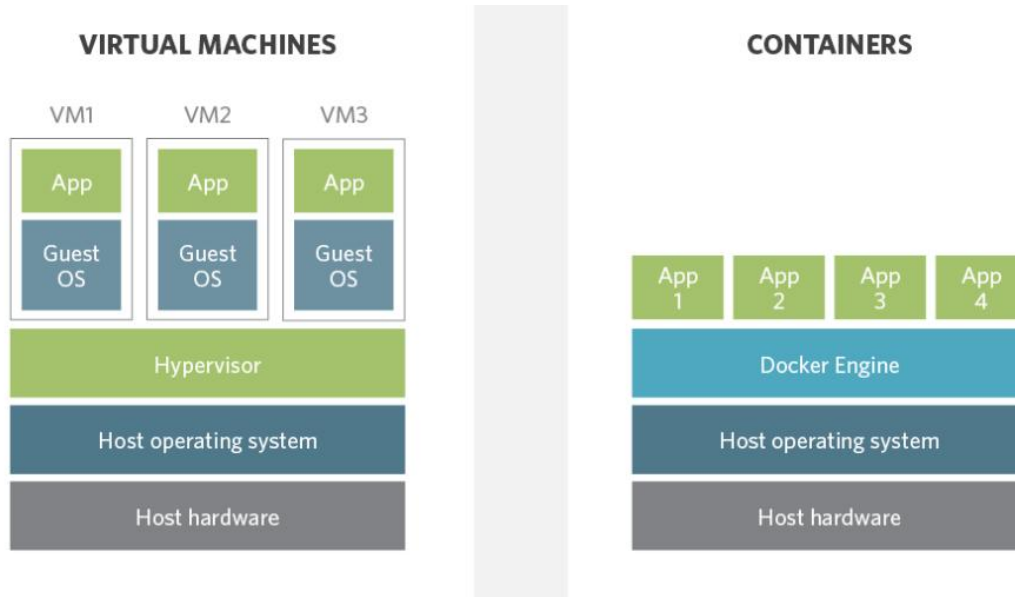 VIRTUAL MACHINES
VM1 VM2 VM3
App App App
Guest Guest Guest
OS OS OS
Hypervisor
Host operating system
Host hardware
CONTAINERS
App App App App
1 2 3 4
Docker Engine
Host operating system
Host hardware